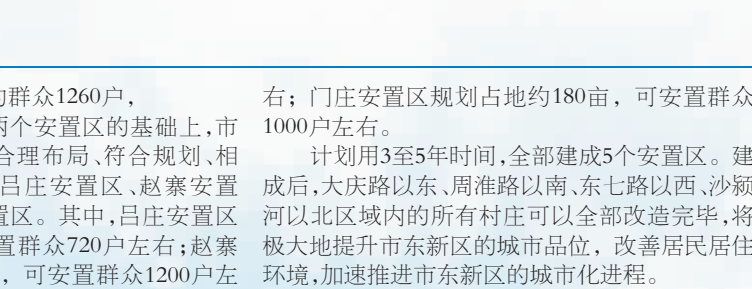 的群众1260户，
两个安置区的基础上，市
合理布局、符合规划、相
吕庄安置区、赵寨安置
置区。其中，吕庄安置区
置群众720户左右；赵寨
，可安置群众1200户左
右；门庄安置区规划占地约180亩，可安置群众
1000户左右。
计划用3至5年时间，全部建成5个安置区。建
成后，大庆路以东、周淮路以南、东七路以西、沙颍
河以北区域内的所有村庄可以全部改造完毕，将
极大地提升市东新区的城市品位，改善居民居住
环境，加速推进市东新区的城市化进程。